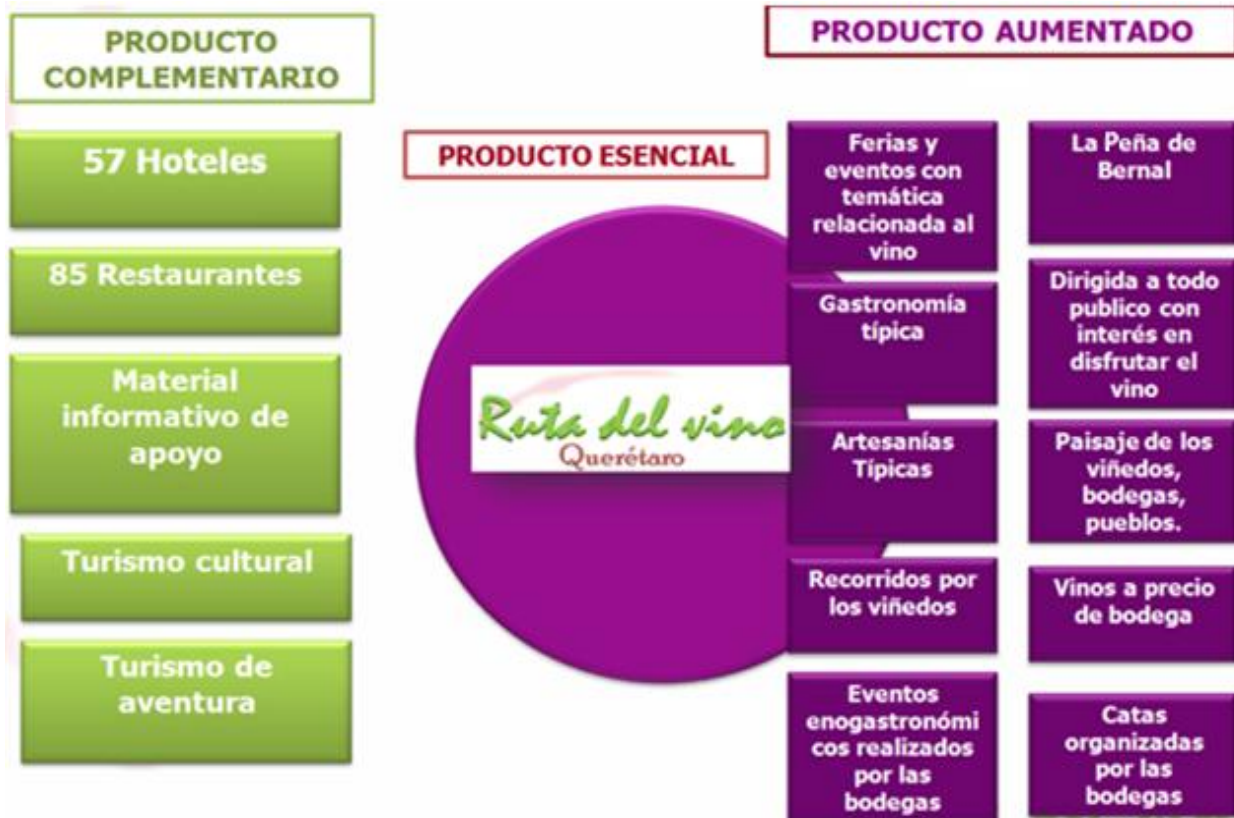 PRODUCTO
COMPLEMENTARIO
57 Hoteles
85 Restaurantes
Material
informativo de
apoyo
Turismo cultural
Turismo de
aventura
PRODUCTO ESENCIAL
Ruta del vino
Querétaro
PRODUCTO AUMENTADO
Ferias y
eventos con
temática
relacionada al
vino
Gastronomía
típica
Artesanías
Típicas
Recorridos por
los viñedos
Eventos
enogastronómi
cos realizados
por las
bodegas
La Peña de
Bernal
Dirigida a todo
publico con
interés en
disfrutar el
vino
Paisaje de los
viñedos,
bodegas,
pueblos.
Vinos a precio
de bodega
Catas
organizadas
por las
bodegas